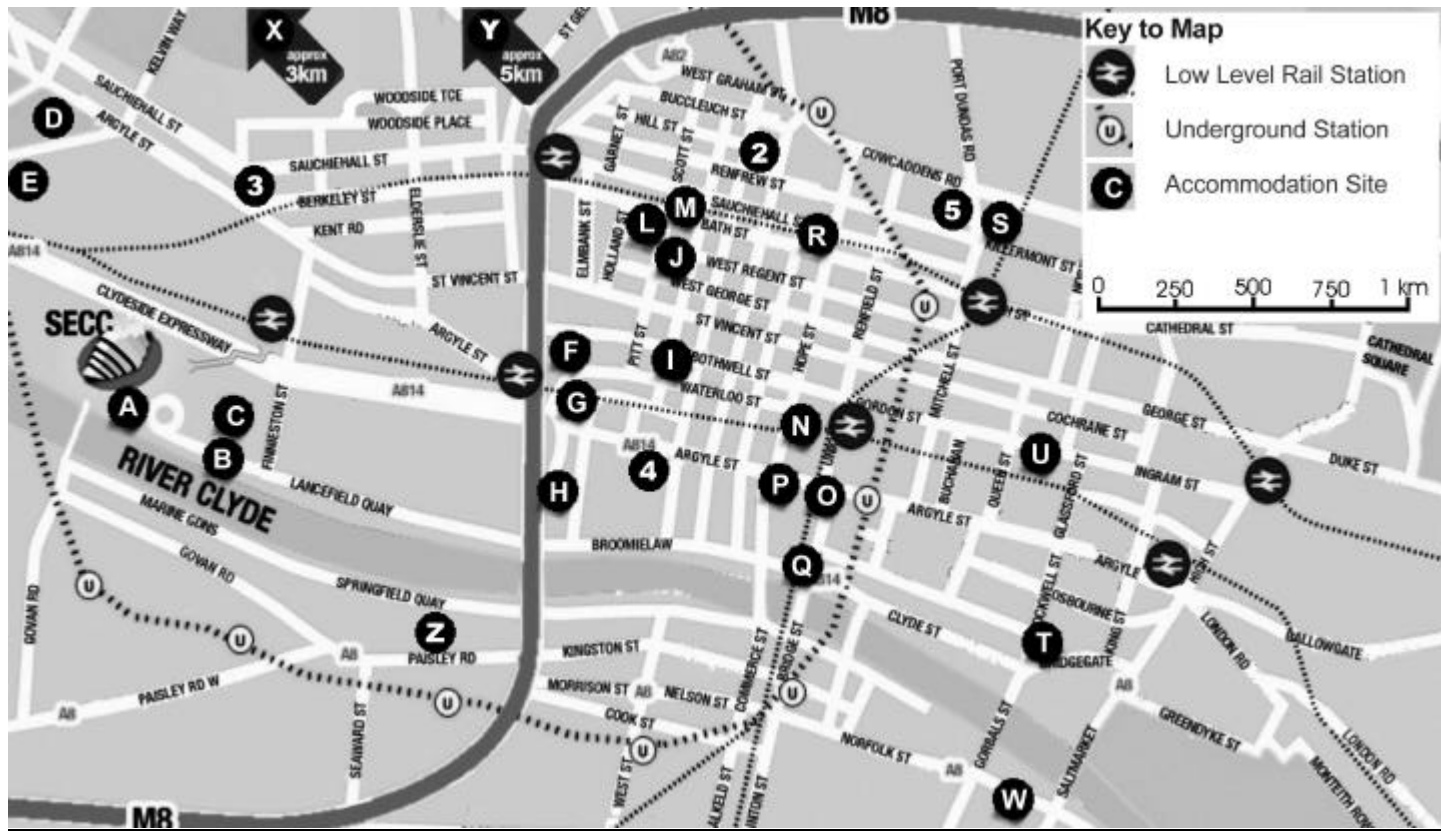 M8
Key to Map
Low Level Rail Station
Underground Station
Accommodation Site
C
0 250 500 750 1 km
X
approx
3km
Y
approx
5km
KELVIN WAY
SAUCHIEHALL ST
ARGYLE ST
WOODSIDE TCE
WOODSIDE PLACE
SAUCHIEHALL ST
BERKELEY ST
KENT RD
ELDERSLIE ST
ST VINCENT ST
ARGYLE ST
D
E
3
A814
CLYDESIDE EXPRESSWAY
SECC
A
C
B
FINNIESTON ST
A814
RIVER CLYDE
LANCEFIELD QUAY
MARINE GDNS
GOVAN RD
GOVAN RD
SPRINGFIELD QUAY
Z
A8
PAISLEY RD
PAISLEY RD W
A8
SEAWARD ST
M8
U
U
U
U
A82
WEST GRAHAM ST
BUCCLEUCH ST
HILL ST
GARNET ST
SCOTT ST
2
RENFREW ST
SAUCHIEHALL ST
BATH ST
WEST REGENT ST
WEST GEORGE ST
ST VINCENT ST
BOTHWELL ST
WATERLOO ST
ELMBANK ST
HOLLAND ST
PITT ST
HOPE ST
RENFIELD ST
MITCHELL ST
GORDON ST
L
M
J
R
F
G
I
N
H
4
A814
ARGYLE ST
P
O
Q
BROOMIELAW
U
U
U
U
PORT DUNDAS RD
COWCADDENS RD
5
S
KILLERMONT ST
CATHEDRAL ST
CATHEDRAL
SQUARE
GEORGE ST
COCHRANE ST
INGRAM ST
DUKE ST
U
BUCHANAN
QUEEN ST
GLASSFORD ST
ARGYLE ST
ARGYLE
HIGH ST
KING ST
CLYDE ST
T
LONDON RD
GREENDYKE ST
LONDON RD
MONTEITH ROW
A8
SALTMARKET
GORBALS ST
W
A8
NORFOLK ST
KINGSTON ST
MORRISON ST
A8
NELSON ST
COOK ST
WEST ST
COMMERCE ST
BRIDGE ST